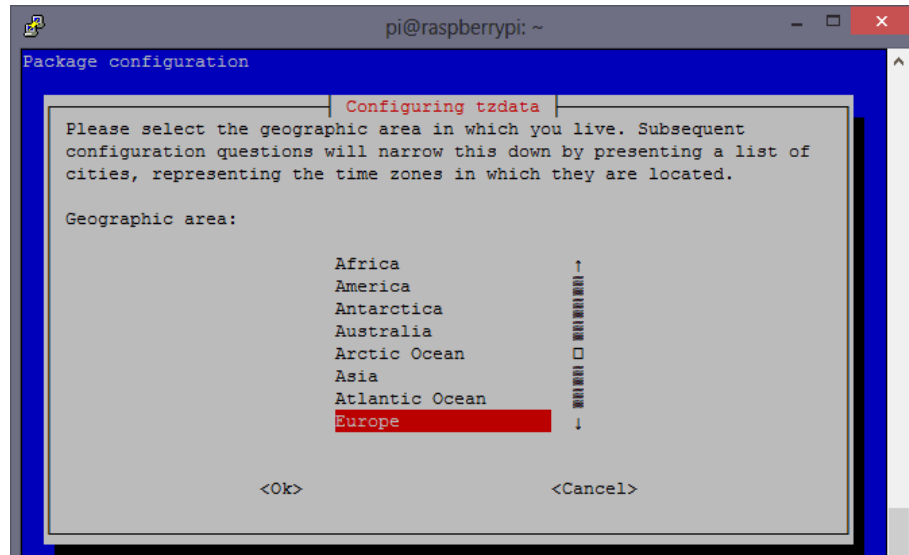 pi@raspberrypi: ~
Package configuration
Configuring tzdata
Please select the geographic area in which you live. Subsequent
configuration questions will narrow this down by presenting a list of
cities, representing the time zones in which they are located.
Geographic area:
Africa
America
Antarctica
Australia
Arctic Ocean
Asia
Atlantic Ocean
Europe
<Ok> <Cancel>